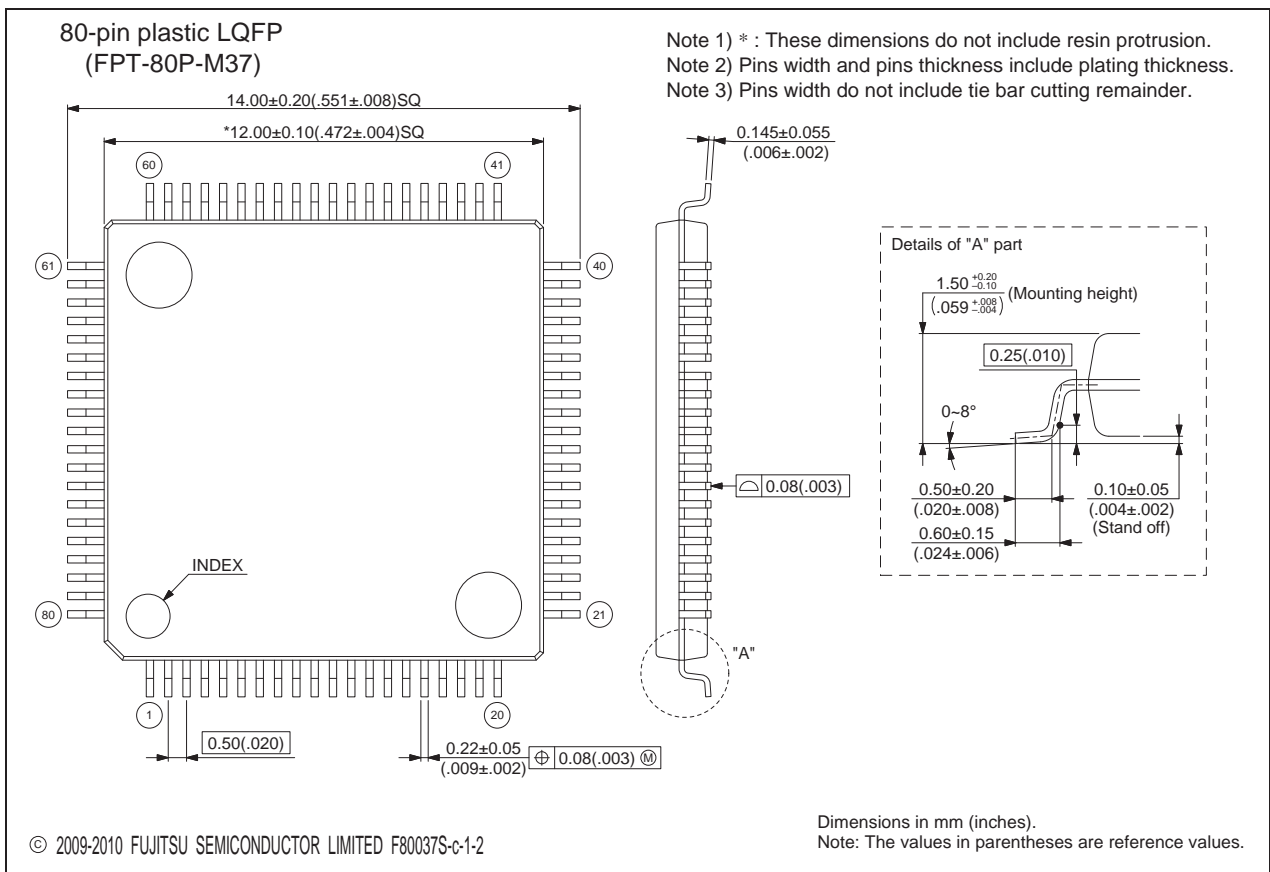 80-pin plastic LQFP
(FPT-80P-M37)
Note 1) * : These dimensions do not include resin protrusion.
Note 2) Pins width and pins thickness include plating thickness.
Note 3) Pins width do not include tie bar cutting remainder.
14.00±0.20(.551±.008)SQ
*12.00±0.10(.472±.004)SQ
0.145±0.055
(.006±.002)
60
41
61
40
Details of "A" part
1.50 +0.20 −0.10
(.059 +.008 −.004)
(Mounting height)
0.25(.010)
0~8°
0.08(.003)
0.50±0.20
(.020±.008)
0.10±0.05
(.004±.002)
(Stand off)
0.60±0.15
(.024±.006)
INDEX
80
21
"A"
1
20
0.50(.020)
0.22±0.05
(.009±.002)
⌖ 0.08(.003) Ⓜ
© 2009-2010 FUJITSU SEMICONDUCTOR LIMITED F80037S-c-1-2
Dimensions in mm (inches).
Note: The values in parentheses are reference values.